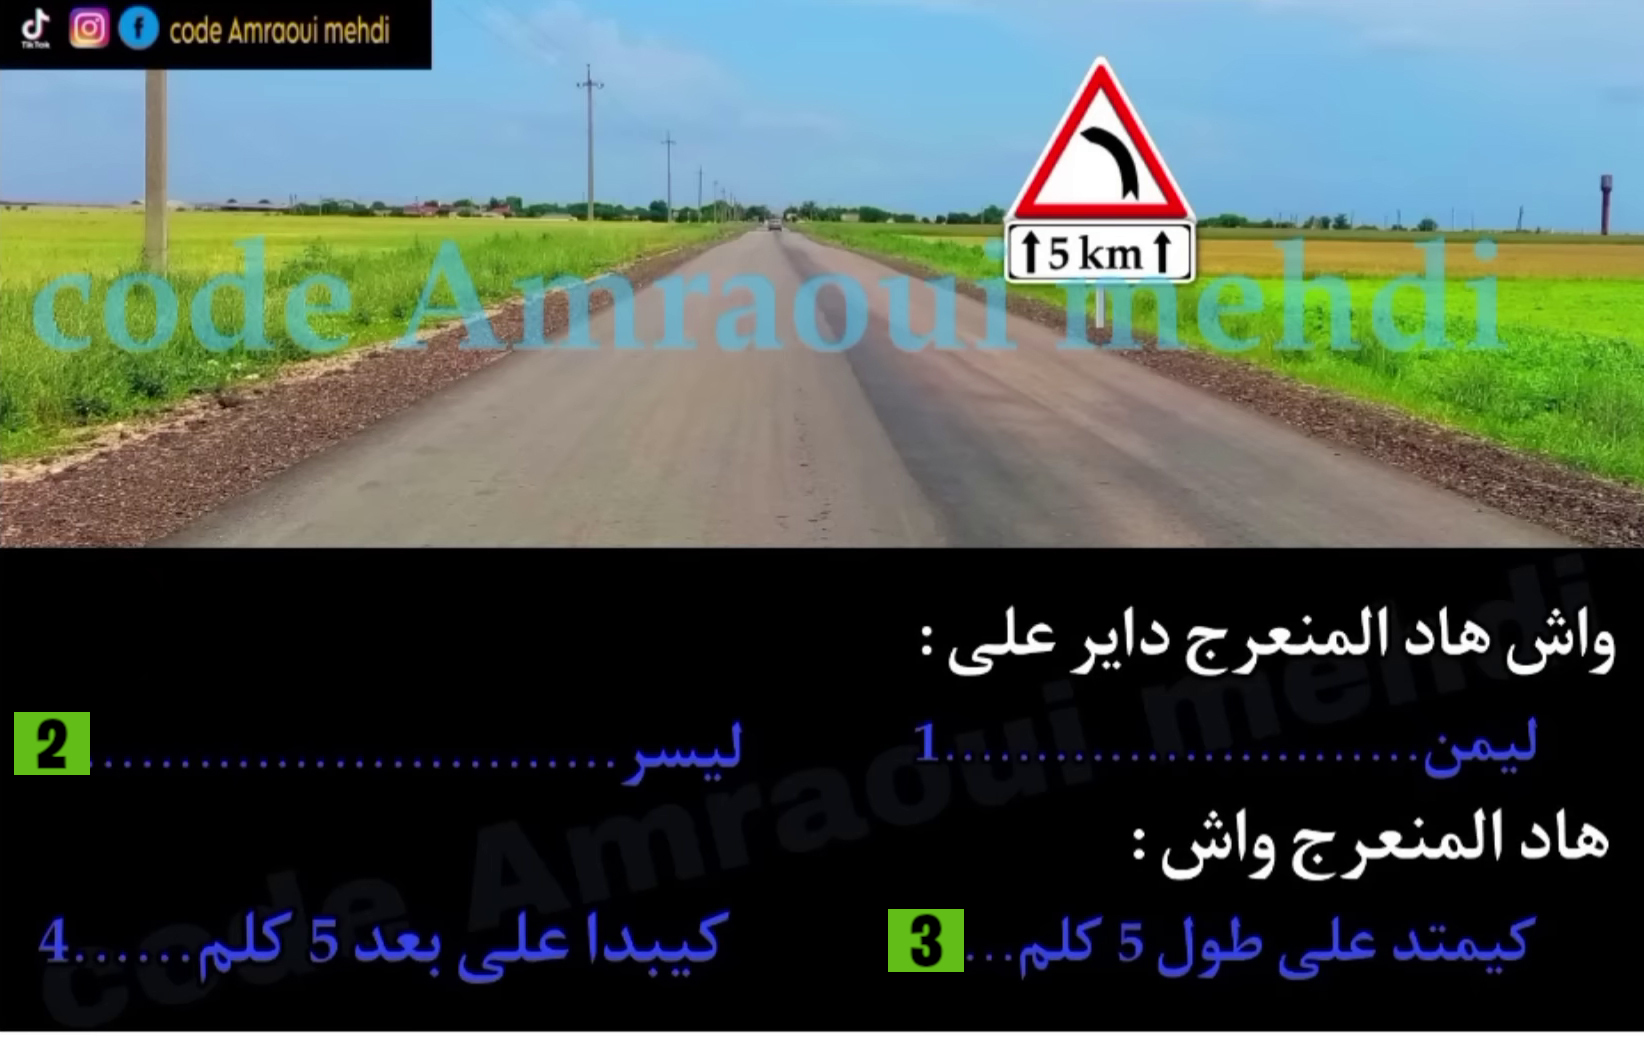 TikTok
code Amraoui mehdi
↑ 5 km ↑
code Amraoui mehdi
واش هاد المنعرج داير على :
ليمن..........................1
ليسر............................2
هاد المنعرج واش :
كيمتد على طول 5 كلم...3
كيبدا على بعد 5 كلم......4
code Amraoui mehdi